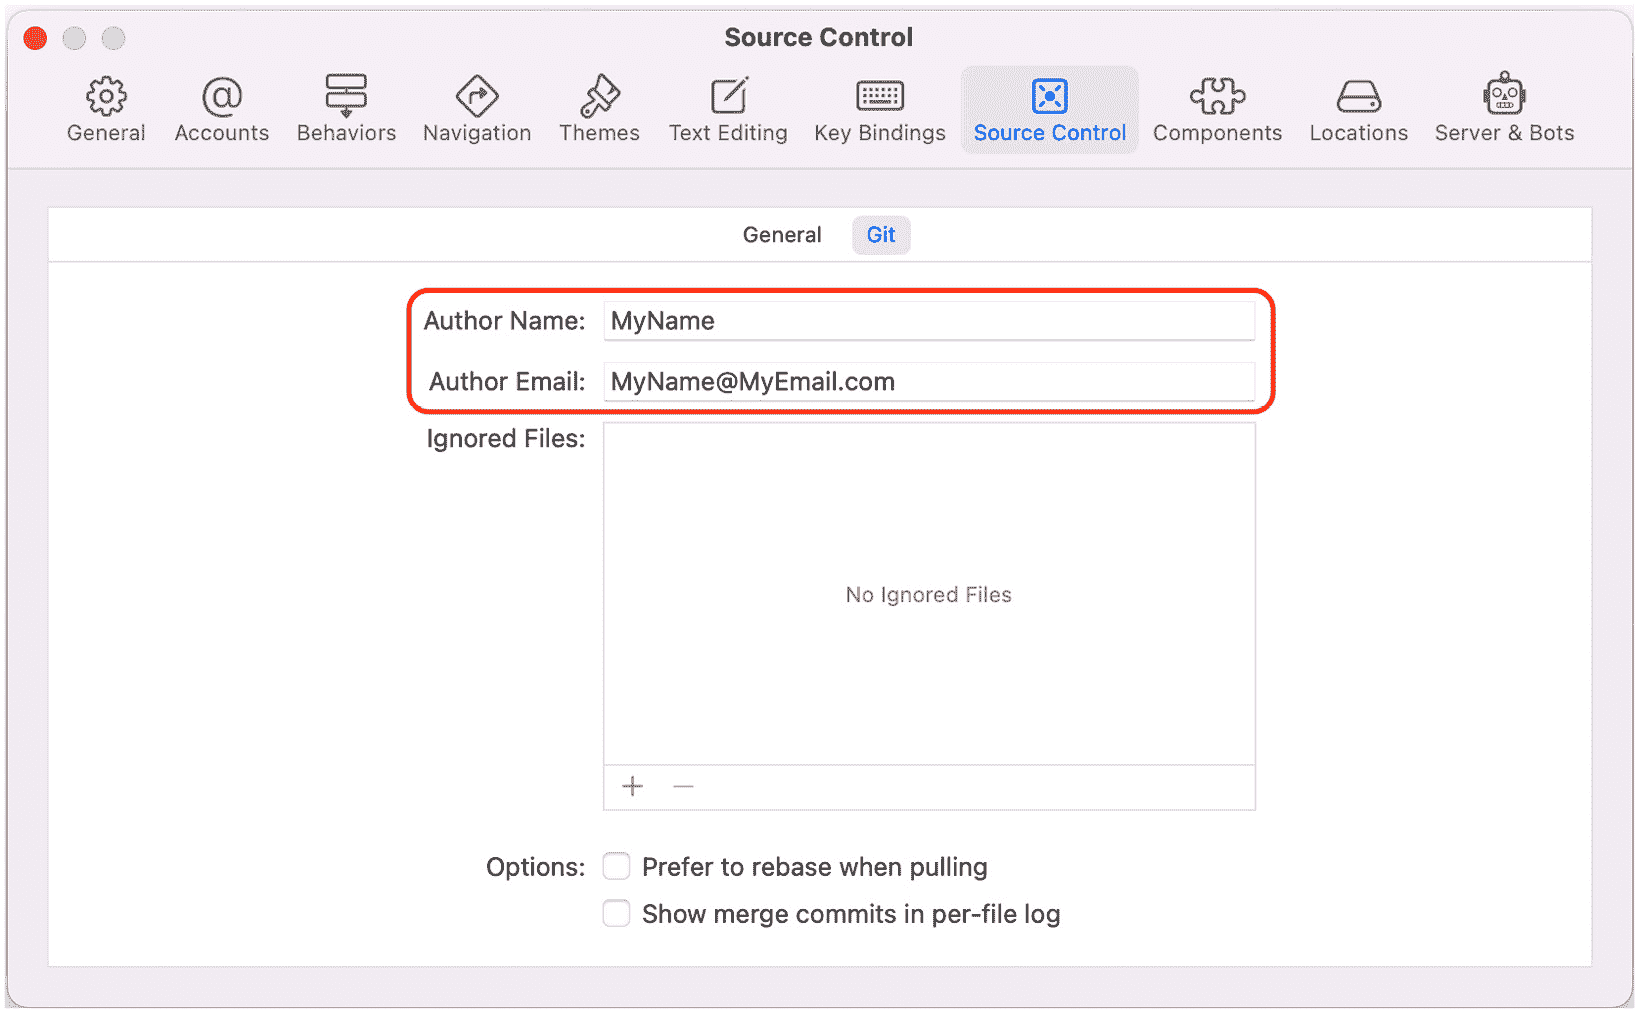 Source Control
General Accounts Behaviors Navigation Themes Text Editing Key Bindings Source Control Components Locations Server & Bots
General Git
Author Name: MyName
Author Email: MyName@MyEmail.com
Ignored Files:
No Ignored Files
Options: Prefer to rebase when pulling
Show merge commits in per-file log